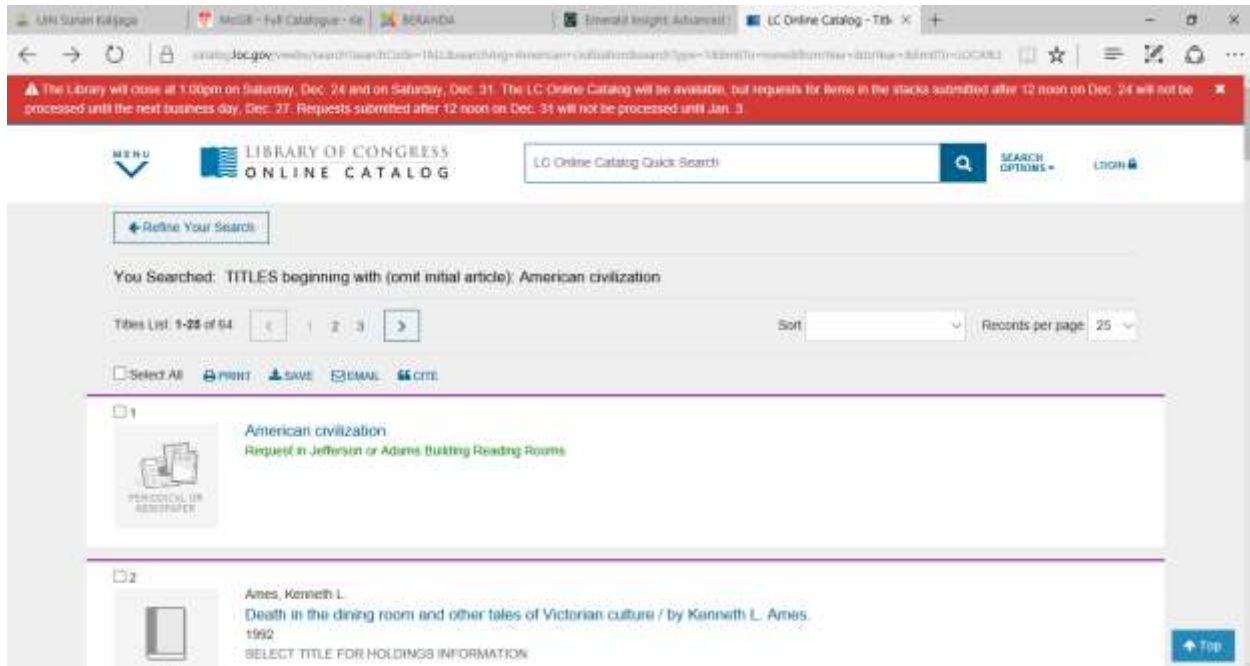 UIN Sunan Kalijaga
McGill - Full Catalogue - Ke
BERANDA
Emerald Insight: Advanced
LC Online Catalog - Titl
loc.gov
The Library will close at 1:00pm on Saturday, Dec. 24 and on Saturday, Dec. 31. The LC Online Catalog will be available, but requests for items in the stacks submitted after 12 noon on Dec. 24 will not be
processed until the next business day, Dec. 27. Requests submitted after 12 noon on Dec. 31 will not be processed until Jan. 3.
MENU
LIBRARY OF CONGRESS
ONLINE CATALOG
LC Online Catalog Quick Search
SEARCH
OPTIONS
LOGIN
Refine Your Search
You Searched: TITLES beginning with (omit initial article): American civilization
Titles List: 1-25 of 64
1 2 3
Sort
Records per page 25
Select All PRINT SAVE EMAIL CITE
1
American civilization
Request in Jefferson or Adams Building Reading Rooms
PERIODICAL OR
NEWSPAPER
2
Ames, Kenneth L.
Death in the dining room and other tales of Victorian culture / by Kenneth L. Ames.
1992
SELECT TITLE FOR HOLDINGS INFORMATION
Top